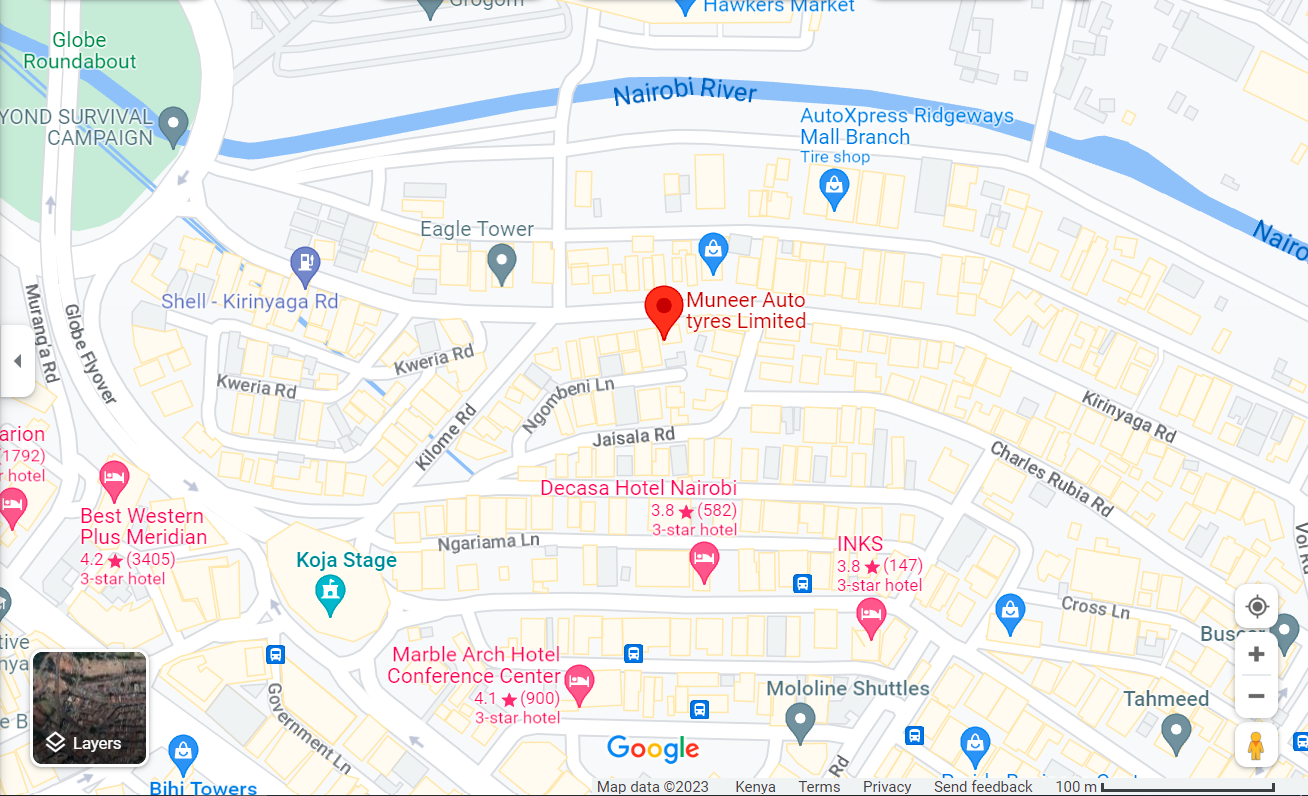 Grogorn
Hawkers Market
Globe
Roundabout
Nairobi River
YOND SURVIVAL
CAMPAIGN
AutoXpress Ridgeways
Mall Branch
Tire shop
Eagle Tower
Nairo
Shell - Kirinyaga Rd
Muneer Auto
tyres Limited
Murang'a Rd
Globe Flyover
Kweria Rd
Kweria Rd
Ngombeni Ln
Kilome Rd
Jaisala Rd
Kirinyaga Rd
Charles Rubia Rd
arion
(1792)
r hotel
Best Western
Plus Meridian
4.2 ★ (3405)
3-star hotel
Decasa Hotel Nairobi
3.8 ★ (582)
3-star hotel
Ngariama Ln
INKS
3.8 ★ (147)
3-star hotel
Voi Rd
Koja Stage
Cross Ln
Buscar
tive
nya
Marble Arch Hotel
Conference Center
4.1 ★ (900)
3-star hotel
Mololine Shuttles
Tahmeed
Government Ln
e B
Layers
Google
Rd
Bihi Towers
Map data ©2023 Kenya Terms Privacy Send feedback 100 m